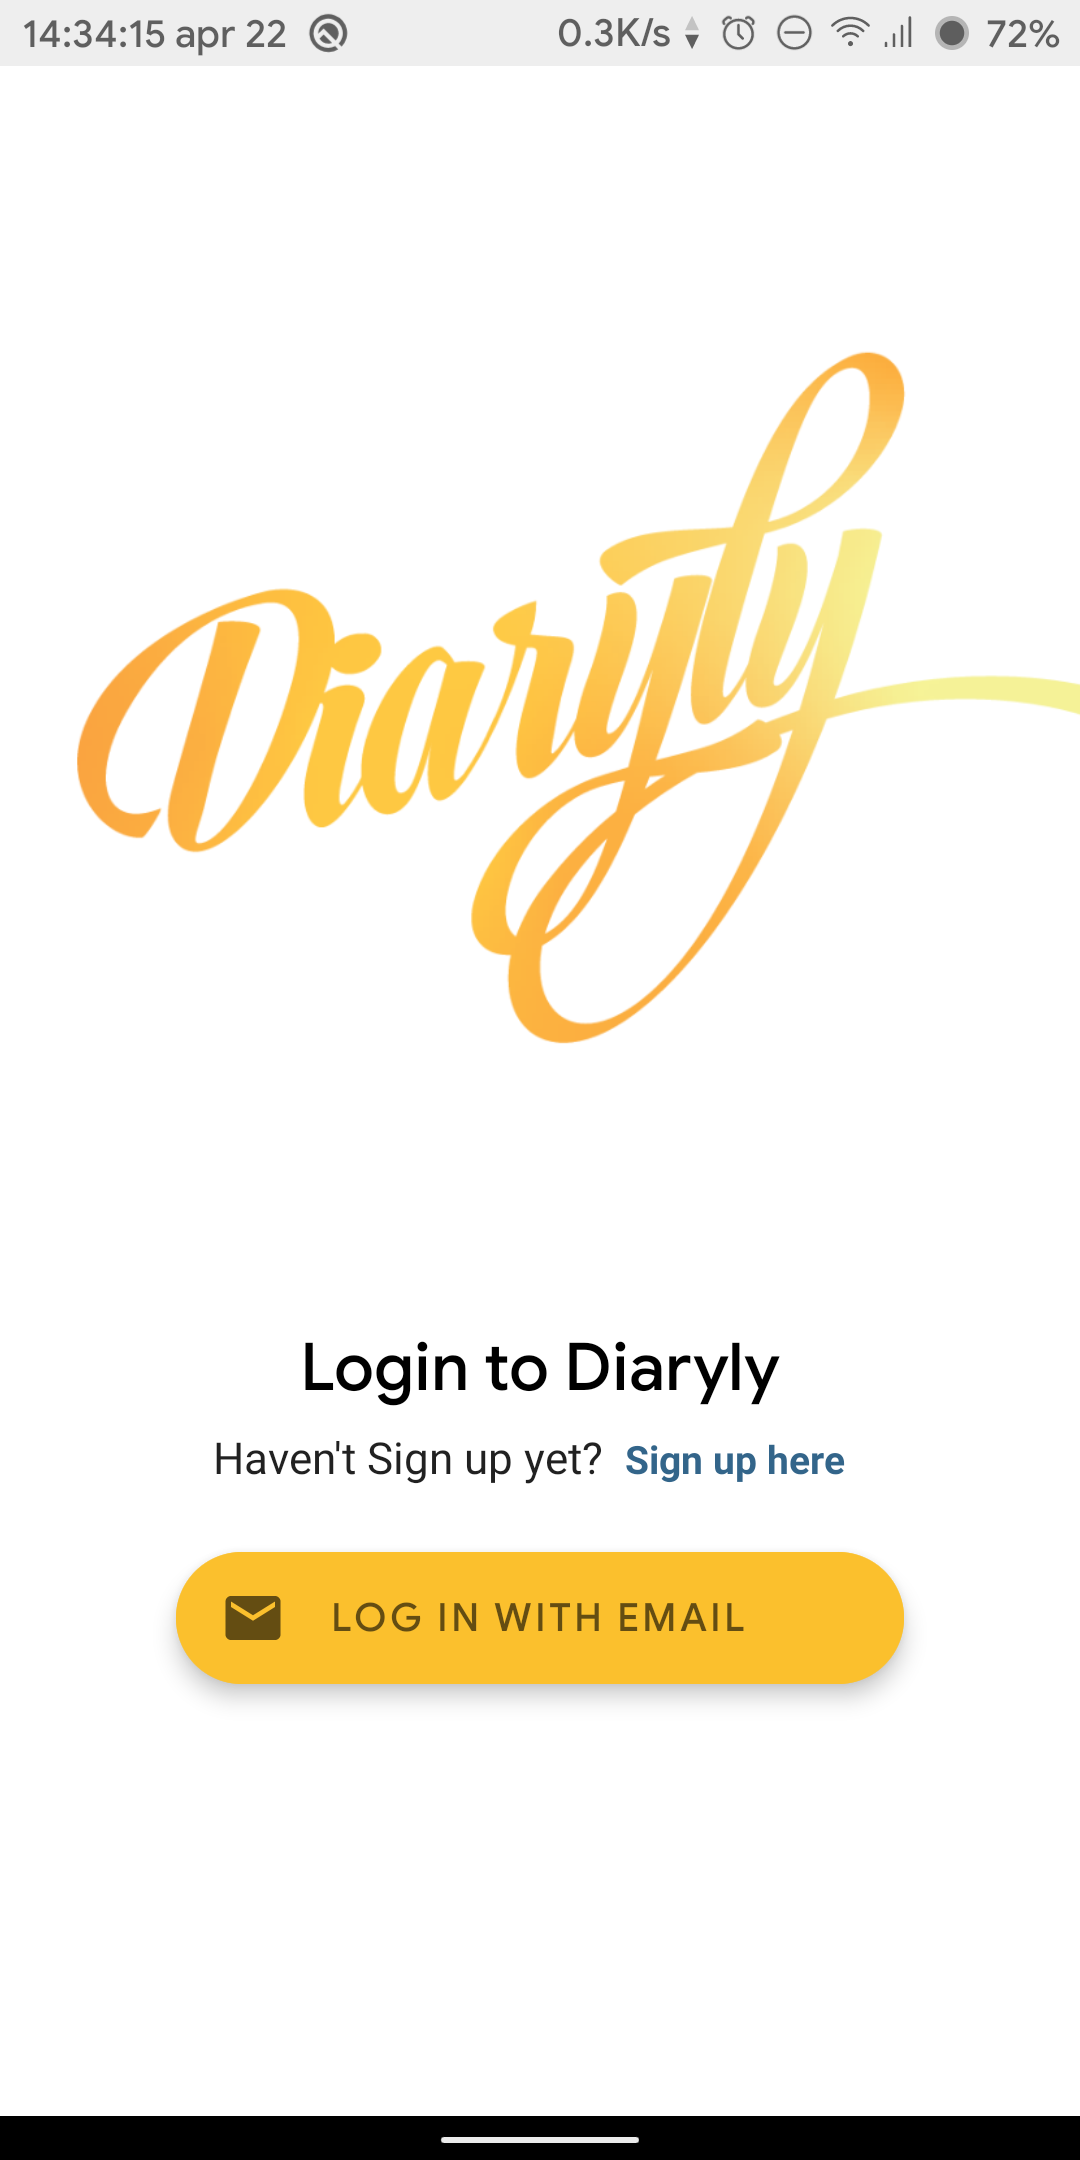 14:34:15 apr 22 0.3K/s 72%
Diaryly
Login to Diaryly
Haven't Sign up yet? Sign up here
LOG IN WITH EMAIL